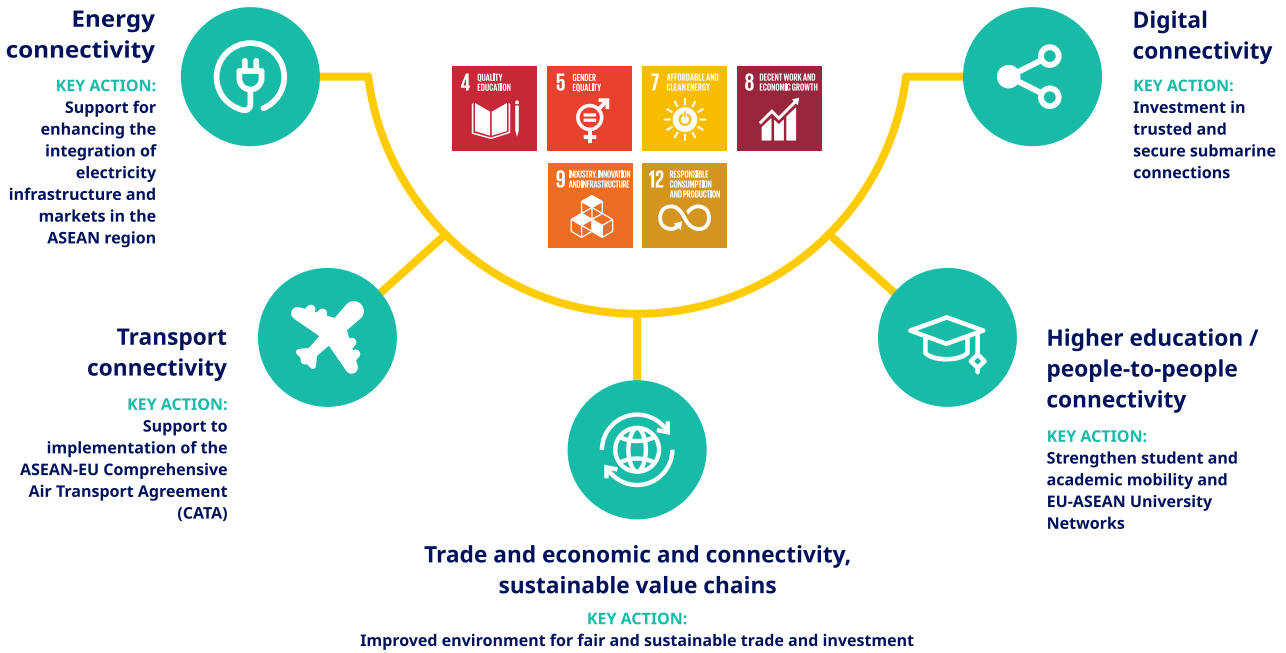 Energy
connectivity
KEY ACTION:
Support for
enhancing the
integration of
electricity
infrastructure and
markets in the
ASEAN region
4 QUALITY
EDUCATION
5 GENDER
EQUALITY
7 AFFORDABLE AND
CLEAN ENERGY
8 DECENT WORK AND
ECONOMIC GROWTH
9 INDUSTRY, INNOVATION
AND INFRASTRUCTURE
12 RESPONSIBLE
CONSUMPTION
AND PRODUCTION
Digital
connectivity
KEY ACTION:
Investment in
trusted and
secure submarine
connections
Transport
connectivity
KEY ACTION:
Support to
implementation of the
ASEAN-EU Comprehensive
Air Transport Agreement
(CATA)
Higher education /
people-to-people
connectivity
KEY ACTION:
Strengthen student and
academic mobility and
EU-ASEAN University
Networks
Trade and economic and connectivity,
sustainable value chains
KEY ACTION:
Improved environment for fair and sustainable trade and investment